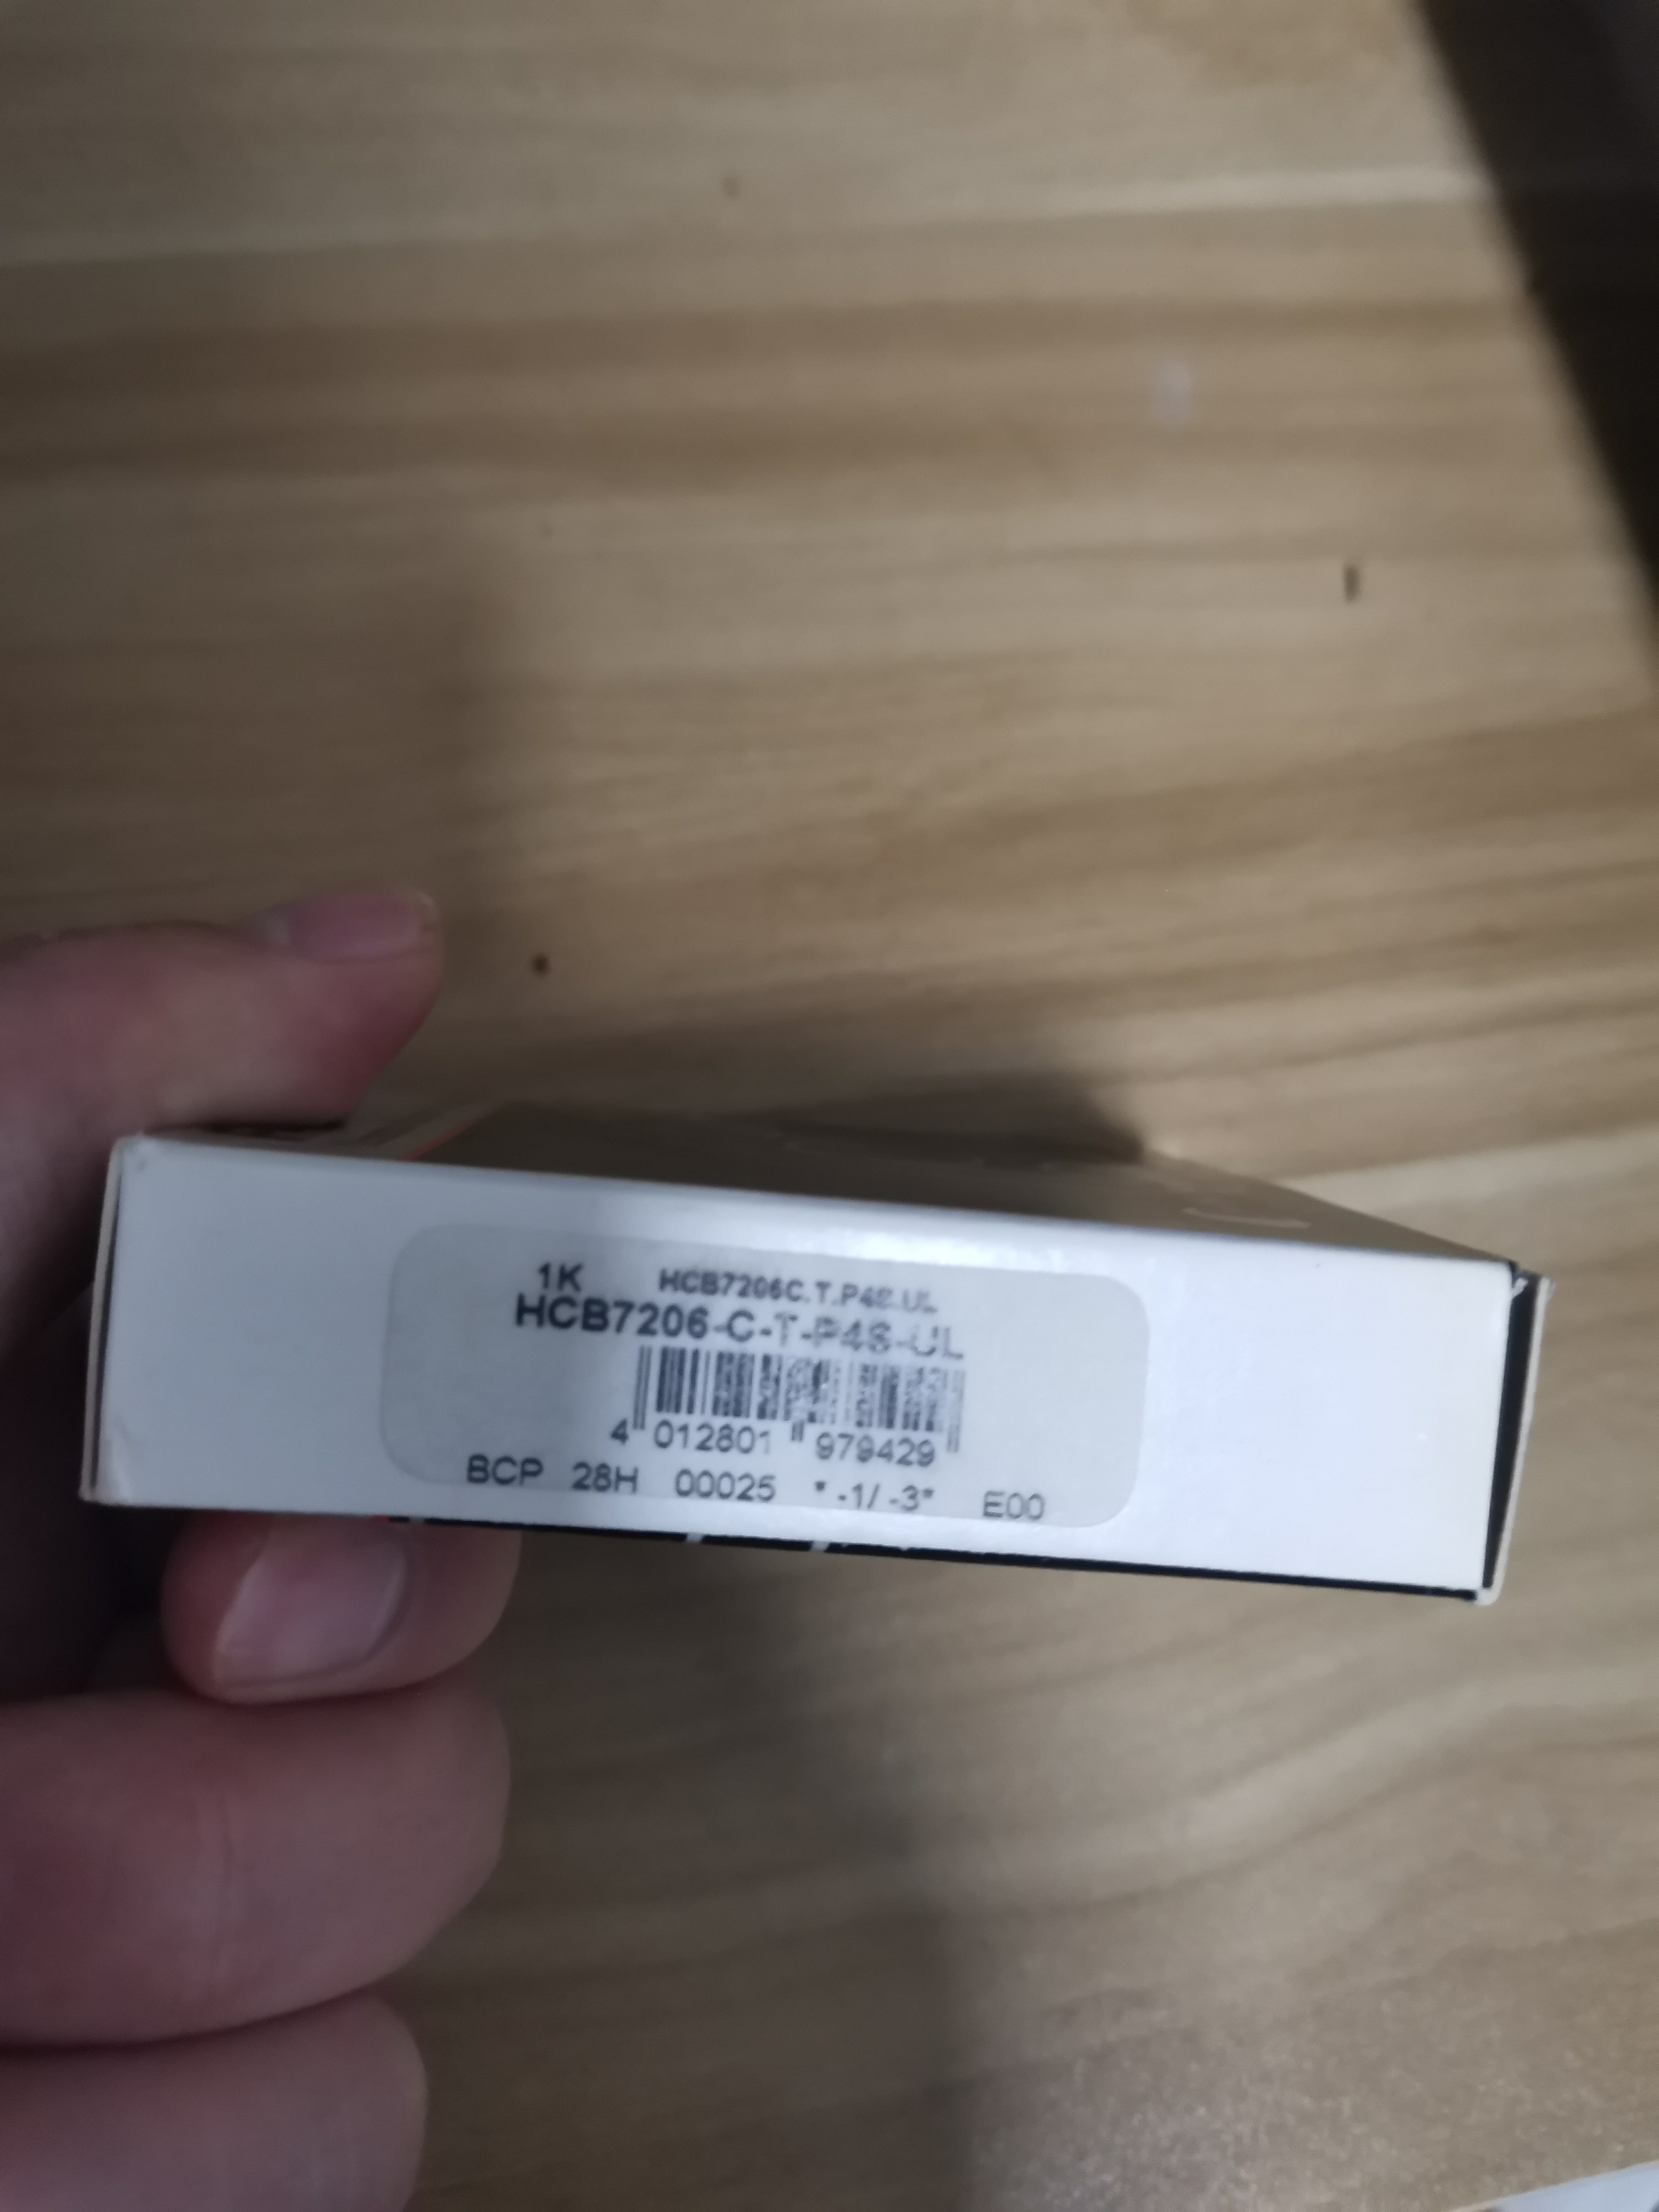 1K HCB7206C.T.P4S.UL
HCB7206-C-T-P4S-UL
4 012801 979429
BCP 28H 00025 * -1/ -3* E00